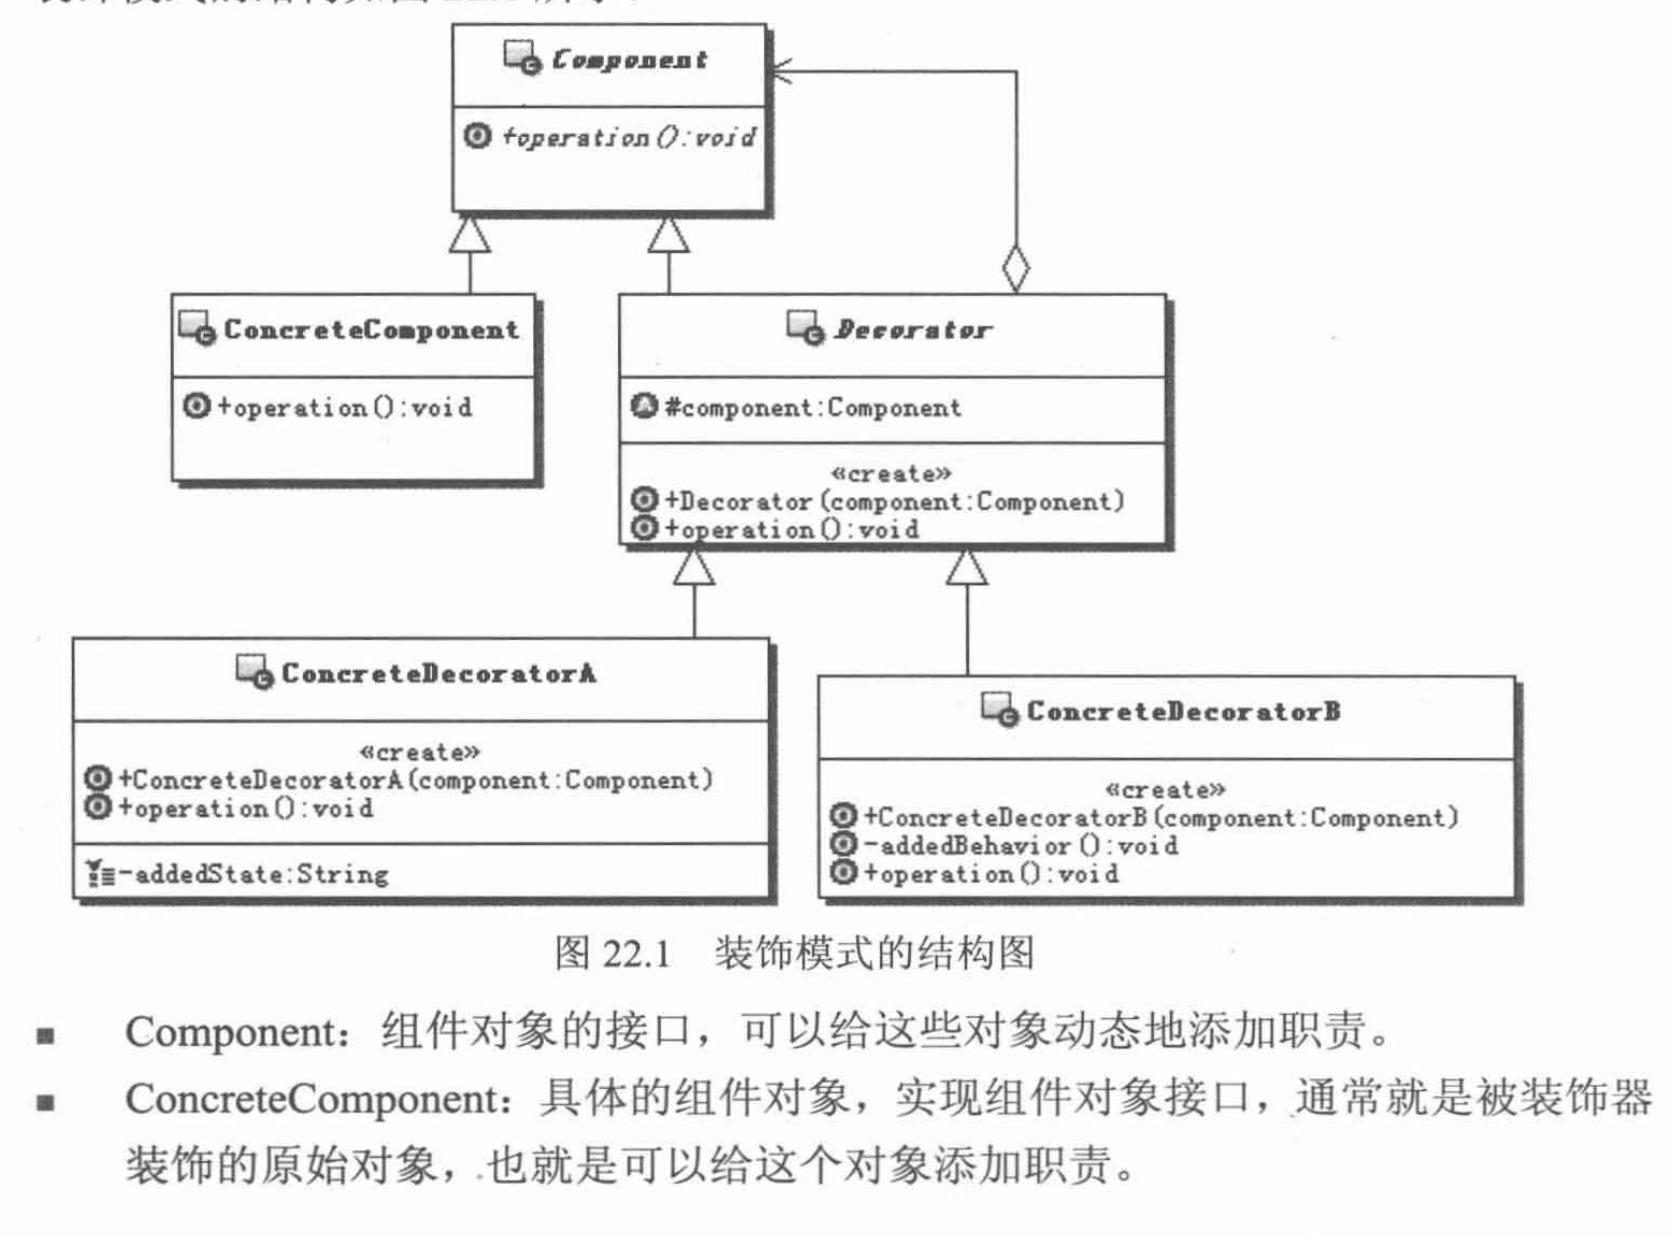 Component
+operation():void
ConcreteComponent
+operation():void
Decorator
#component:Component
«create»
+Decorator(component:Component)
+operation():void
ConcreteDecoratorA
«create»
+ConcreteDecoratorA(component:Component)
+operation():void
-addedState:String
ConcreteDecoratorB
«create»
+ConcreteDecoratorB(component:Component)
-addedBehavior():void
+operation():void
图 22.1 装饰模式的结构图
■ Component:组件对象的接口,可以给这些对象动态地添加职责。
■ ConcreteComponent:具体的组件对象,实现组件对象接口,通常就是被装饰器
装饰的原始对象,也就是可以给这个对象添加职责。